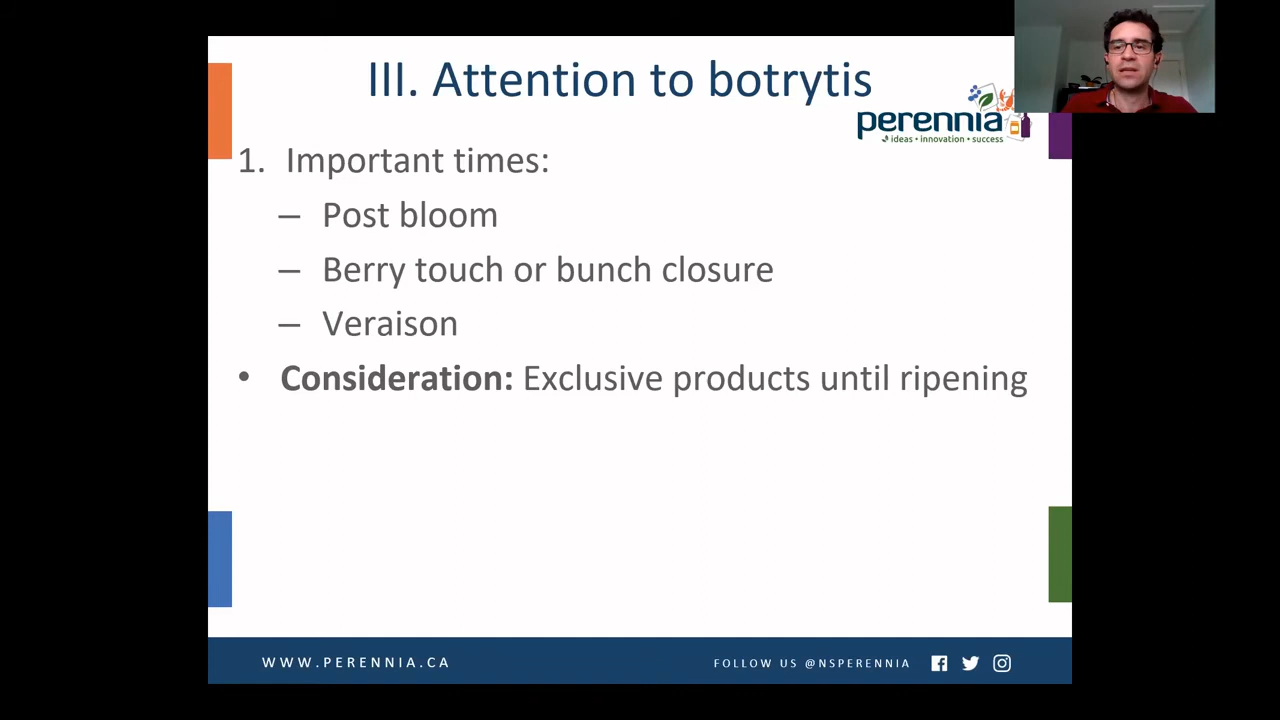 III. Attention to botrytis
perennia
ideas • innovation • success
1. Important times:
– Post bloom
– Berry touch or bunch closure
– Veraison
• Consideration: Exclusive products until ripening
WWW.PERENNIA.CA
FOLLOW US @NSPERENNIA